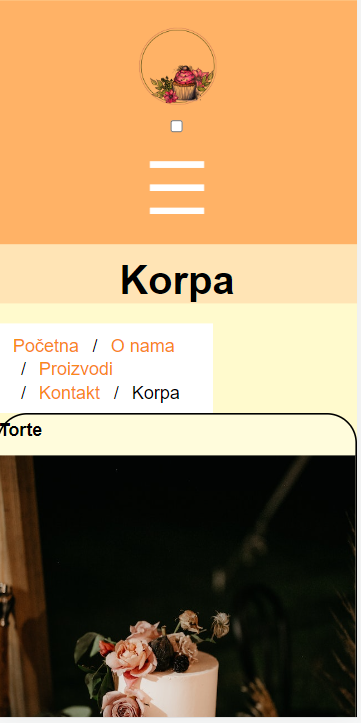 Korpa
Početna / O nama
/ Proizvodi
/ Kontakt / Korpa
Torte